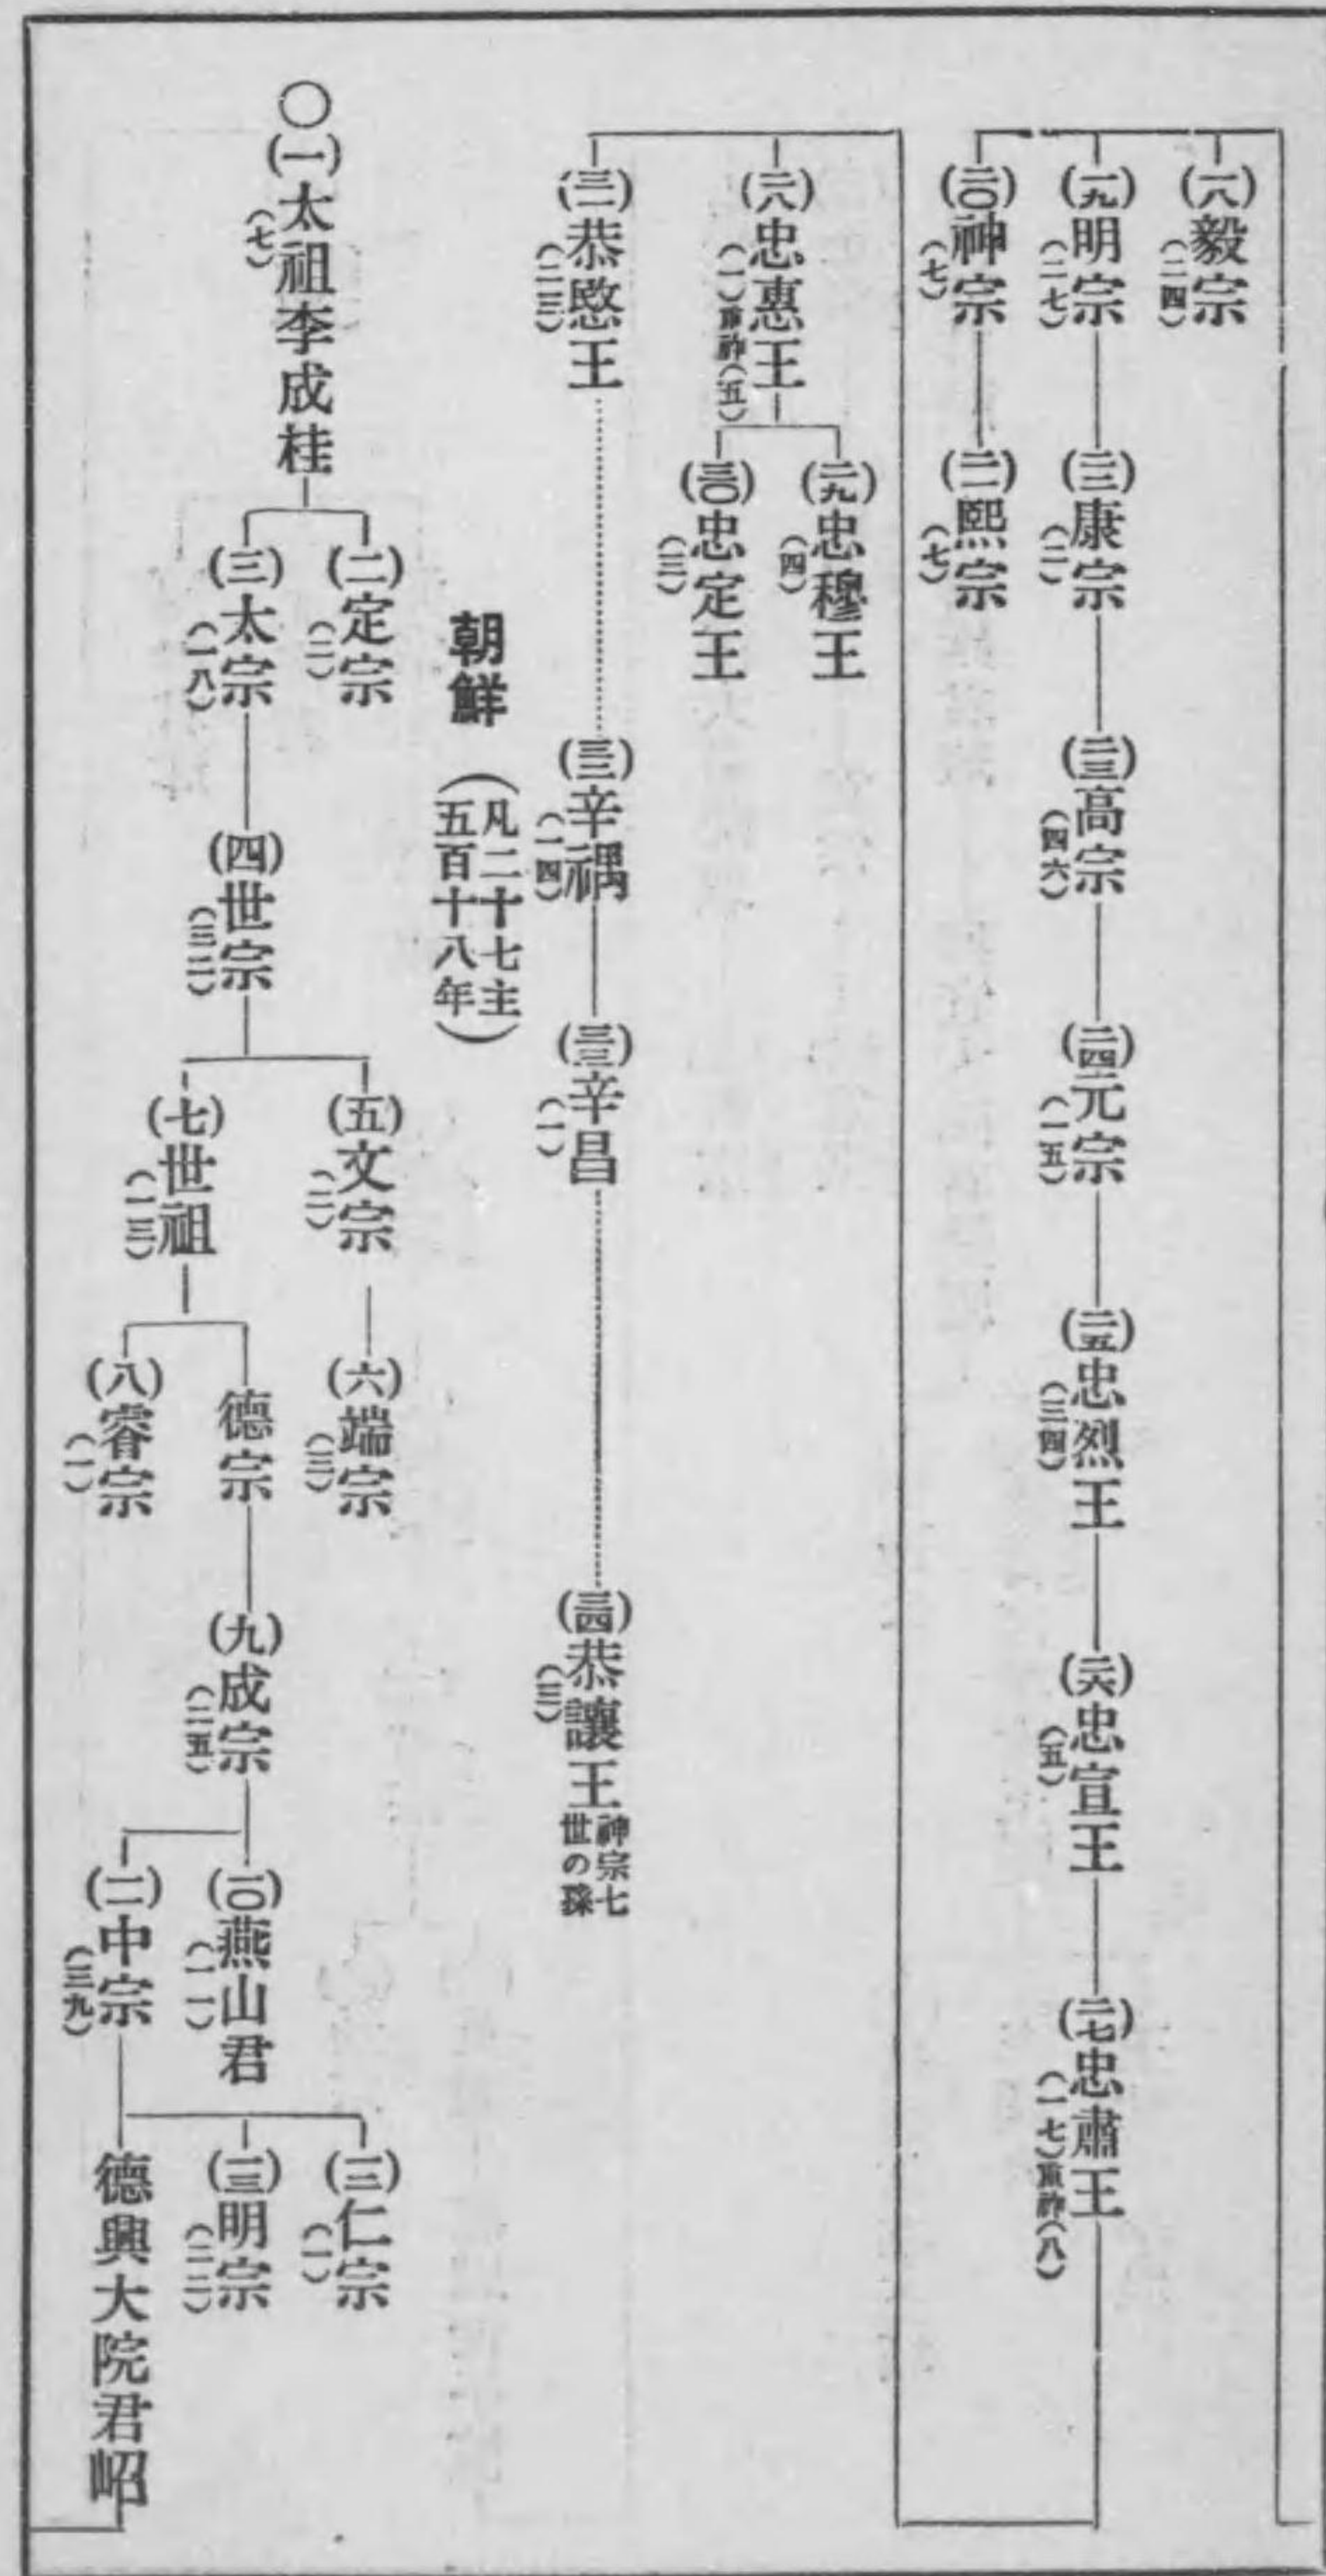 (一八)毅宗
(二四)
(一九)明宗
(二七)
(二二)康宗
(二)
(二三)高宗
(四六)
(二四)元宗
(一五)
(二五)忠烈王
(三四)
(二六)忠宣王
(五)
(二七)忠肅王
(一七)重祚(八)
(二〇)神宗
(七)
(二一)熙宗
(七)
(二八)忠惠王
(一)重祚(五)
(二九)忠穆王
(四)
(三〇)忠定王
(三)
(三一)恭愍王
(二三)
(三二)辛禑
(一四)
(三三)辛昌
(一)
(三四)恭讓王
神宗七
世の孫
(三)
朝鮮
(凡二十七主
五百十八年)
〇(一)太祖李成桂
(七)
(二)定宗
(二)
(三)太宗
(一八)
(四)世宗
(三二)
(五)文宗
(二)
(六)端宗
(三)
(七)世祖
(一三)
德宗
(八)睿宗
(一)
(九)成宗
(二五)
(一〇)燕山君
(一一)
(一一)中宗
(三九)
(一二)仁宗
(一)
(一三)明宗
(二二)
德興大院君岹